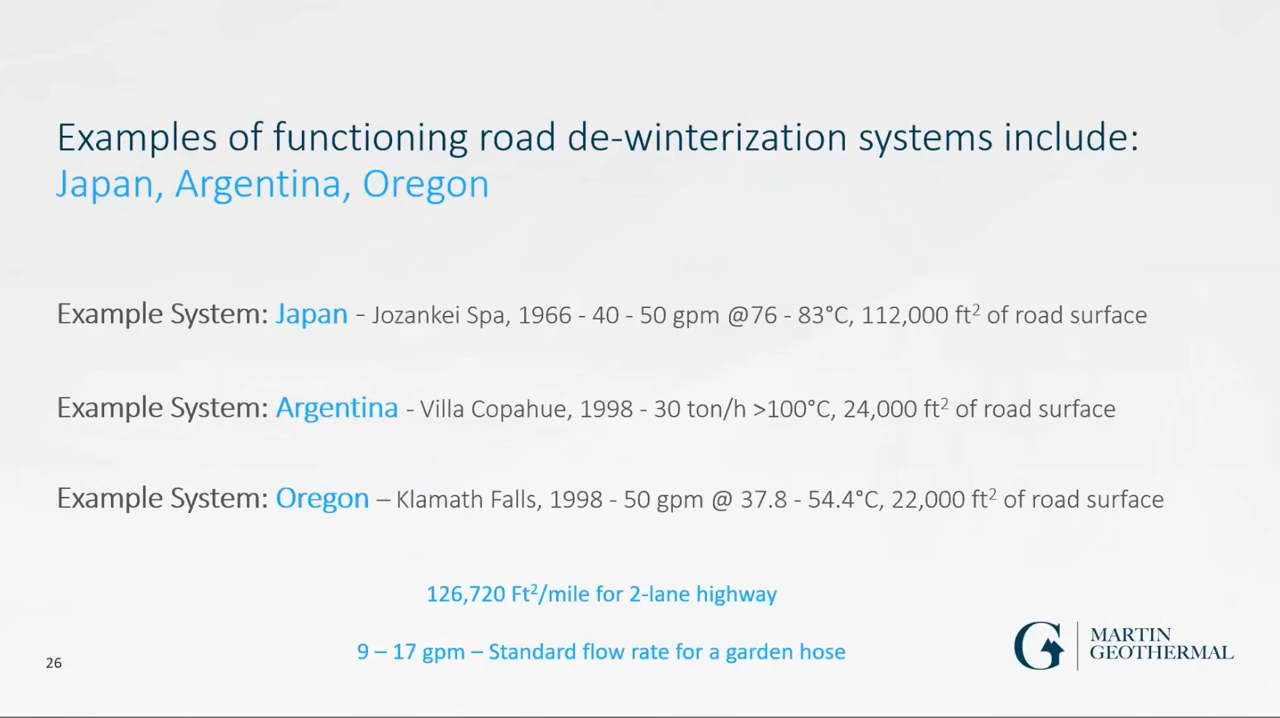 Examples of functioning road de-winterization systems include:
Japan, Argentina, Oregon
Example System: Japan - Jozankei Spa, 1966 - 40 - 50 gpm @76 - 83°C, 112,000 ft² of road surface
Example System: Argentina - Villa Copahue, 1998 - 30 ton/h >100°C, 24,000 ft² of road surface
Example System: Oregon – Klamath Falls, 1998 - 50 gpm @ 37.8 - 54.4°C, 22,000 ft² of road surface
126,720 Ft²/mile for 2-lane highway
9 – 17 gpm – Standard flow rate for a garden hose
26
G
MARTIN
GEOTHERMAL